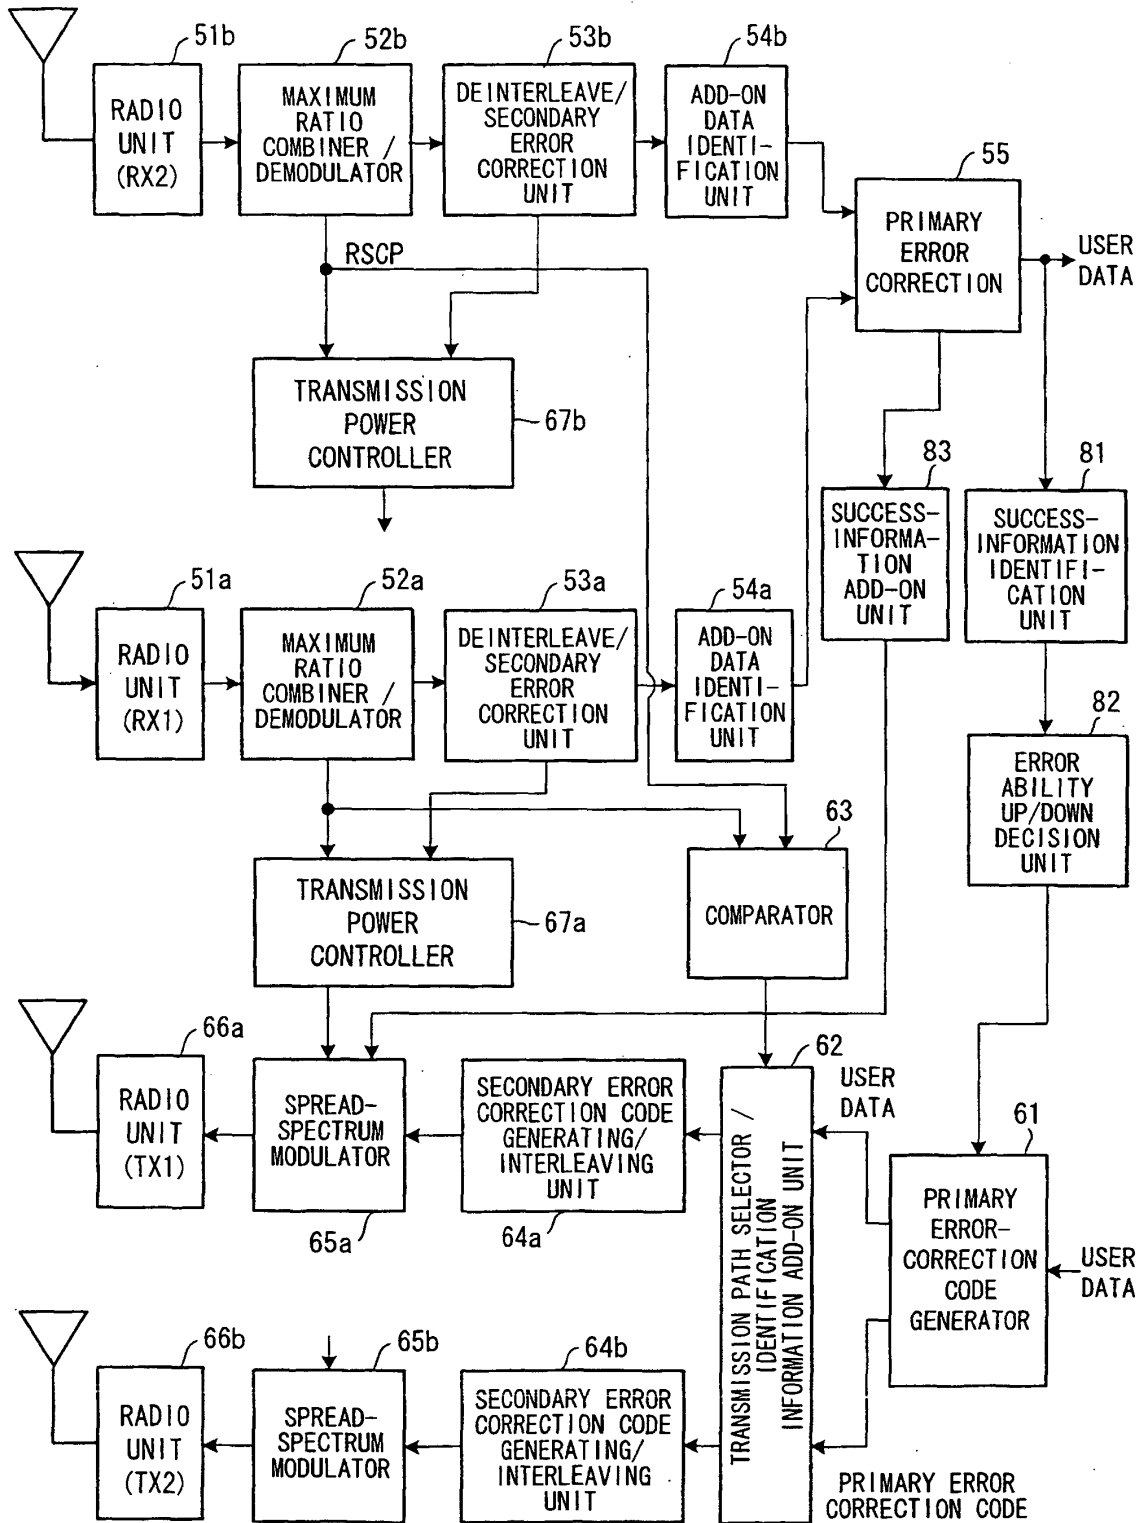 51b
52b
53b
54b
RADIO
UNIT
(RX2)
MAXIMUM
RATIO
COMBINER /
DEMODULATOR
DEINTERLEAVE/
SECONDARY
ERROR
CORRECTION
UNIT
ADD-ON
DATA
IDENTI-
FICATION
UNIT
55
PRIMARY
ERROR
CORRECTION
USER
DATA
RSCP
TRANSMISSION
POWER
CONTROLLER
67b
83
81
SUCCESS-
INFORMA-
TION
ADD-ON
UNIT
SUCCESS-
INFORMATION
IDENTIFI-
CATION
UNIT
51a
52a
53a
54a
RADIO
UNIT
(RX1)
MAXIMUM
RATIO
COMBINER /
DEMODULATOR
DEINTERLEAVE/
SECONDARY
ERROR
CORRECTION
UNIT
ADD-ON
DATA
IDENTI-
FICATION
UNIT
82
ERROR
ABILITY
UP/DOWN
DECISION
UNIT
63
COMPARATOR
TRANSMISSION
POWER
CONTROLLER
67a
66a
62
USER
DATA
61
RADIO
UNIT
(TX1)
SPREAD-
SPECTRUM
MODULATOR
65a
SECONDARY ERROR
CORRECTION CODE
GENERATING/
INTERLEAVING
UNIT
64a
TRANSMISSION PATH SELECTOR /
IDENTIFICATION
INFORMATION ADD-ON UNIT
PRIMARY
ERROR-
CORRECTION
CODE
GENERATOR
USER
DATA
66b
65b
64b
RADIO
UNIT
(TX2)
SPREAD-
SPECTRUM
MODULATOR
SECONDARY ERROR
CORRECTION CODE
GENERATING/
INTERLEAVING
UNIT
PRIMARY ERROR
CORRECTION CODE